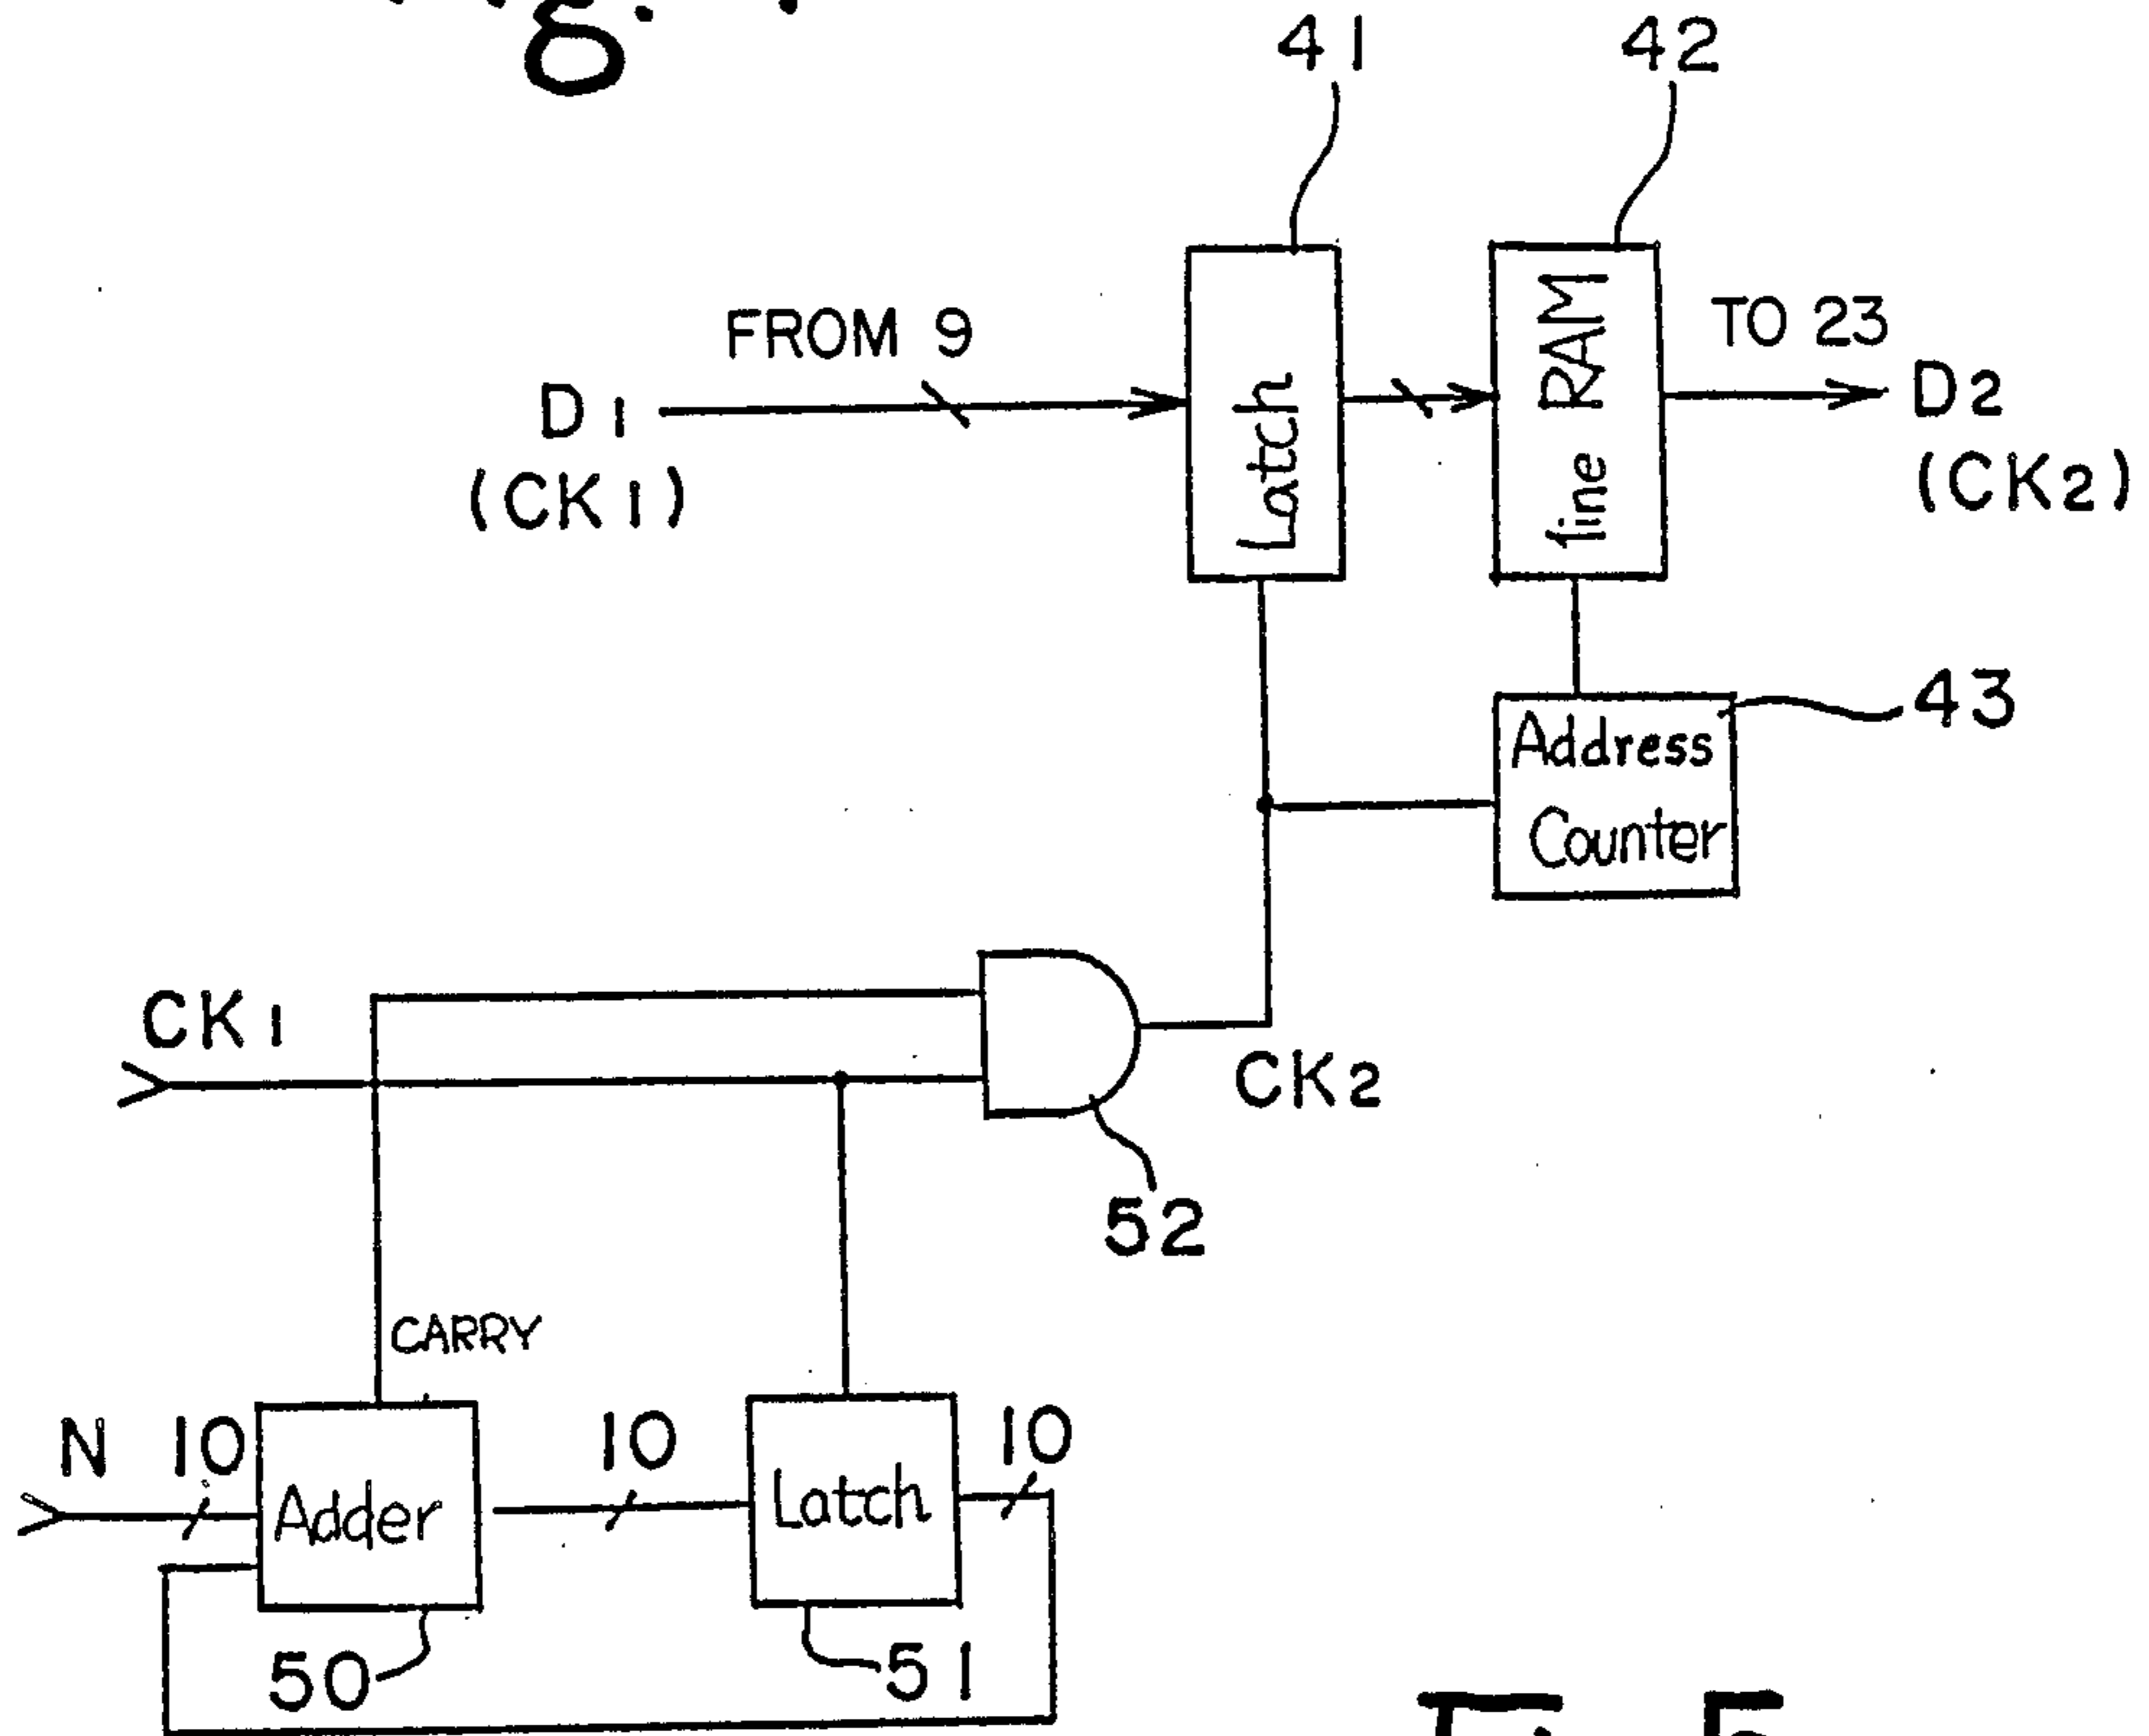 41
42
FROM 9
TO 23
D1
(CK1)
Latch
line RAM
D2
(CK2)
43
Address
Counter
CK1
CK2
52
CARRY
N 10
Adder
10
Latch
10
50
51